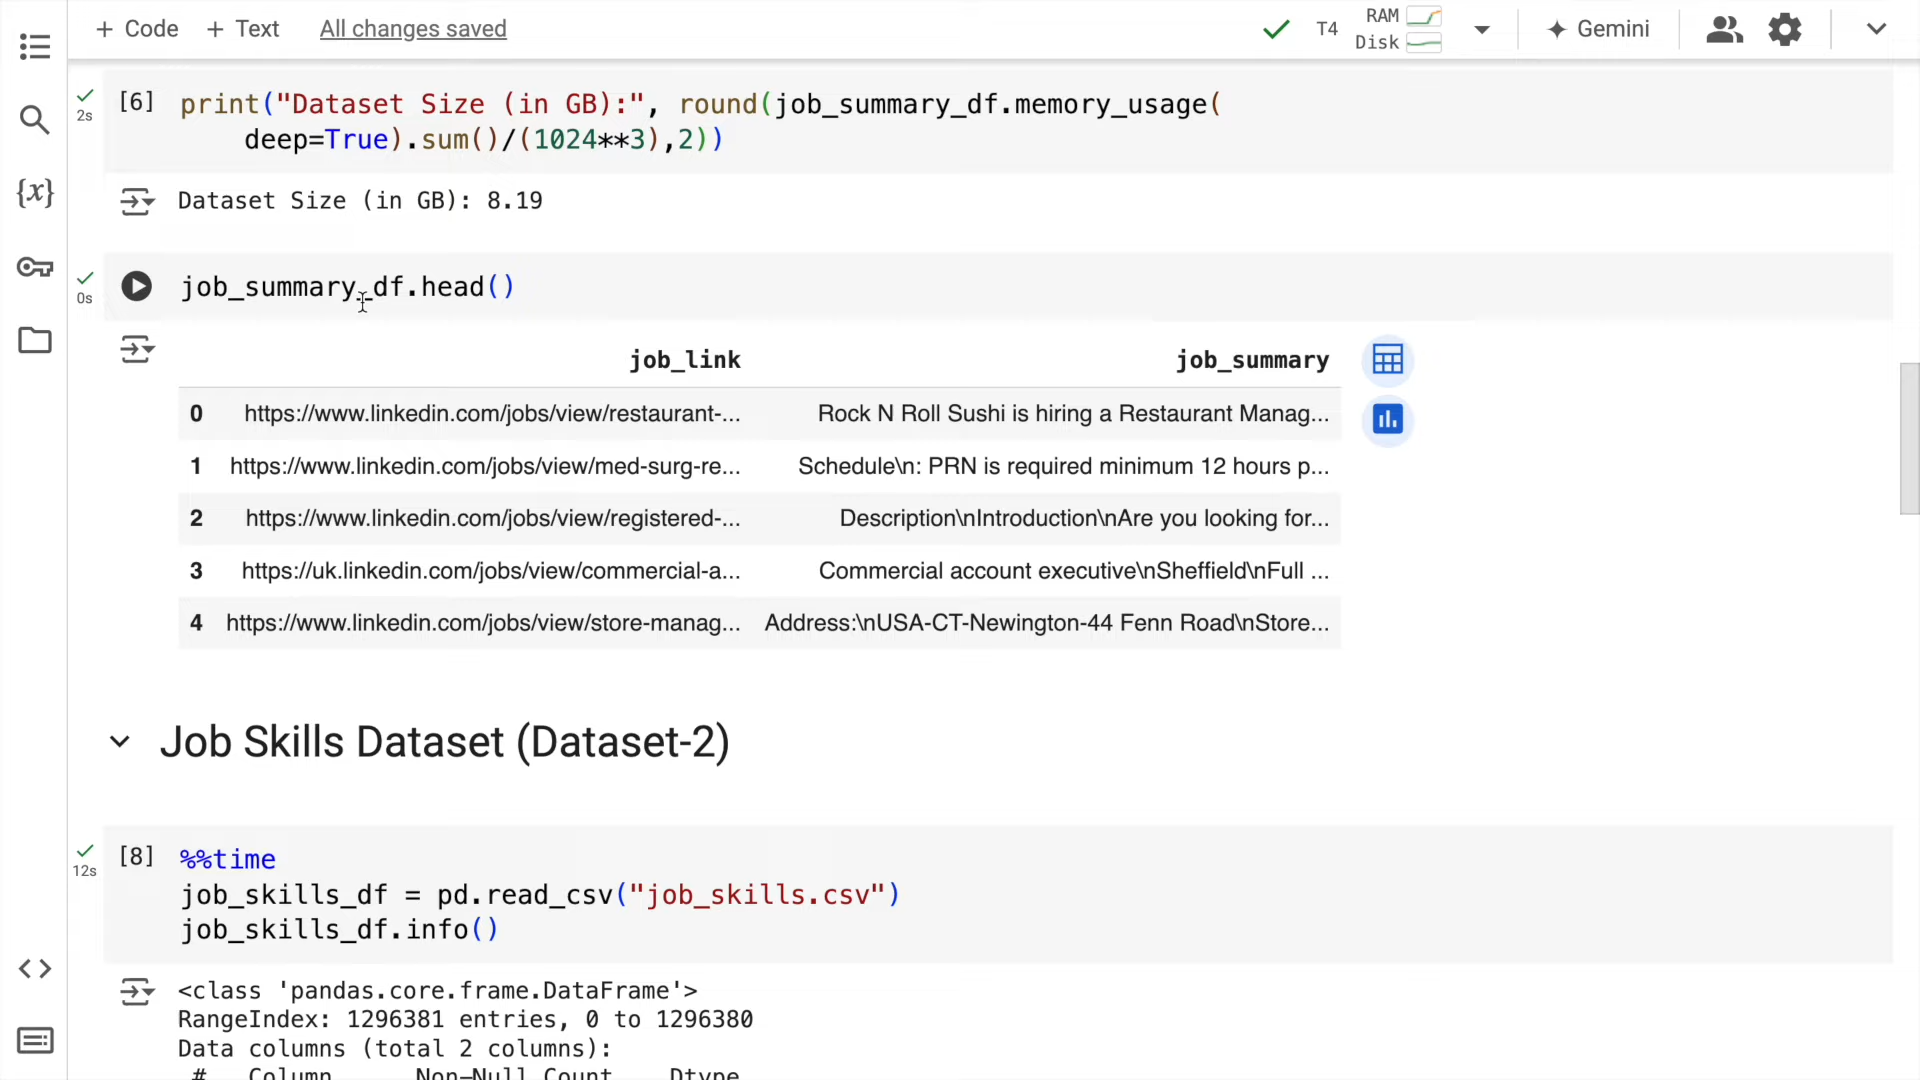 + Code + Text All changes saved T4 RAM Disk Gemini
2s [6] print("Dataset Size (in GB):", round(job_summary_df.memory_usage(
deep=True).sum()/(1024**3),2))
Dataset Size (in GB): 8.19
0s job_summary_df.head()
job_link job_summary
0 https://www.linkedin.com/jobs/view/restaurant-... Rock N Roll Sushi is hiring a Restaurant Manag...
1 https://www.linkedin.com/jobs/view/med-surg-re... Schedule\n: PRN is required minimum 12 hours p...
2 https://www.linkedin.com/jobs/view/registered-... Description\nIntroduction\nAre you looking for...
3 https://uk.linkedin.com/jobs/view/commercial-a... Commercial account executive\nSheffield\nFull ...
4 https://www.linkedin.com/jobs/view/store-manag... Address:\nUSA-CT-Newington-44 Fenn Road\nStore...
Job Skills Dataset (Dataset-2)
12s [8] %%time
job_skills_df = pd.read_csv("job_skills.csv")
job_skills_df.info()
<class 'pandas.core.frame.DataFrame'>
RangeIndex: 1296381 entries, 0 to 1296380
Data columns (total 2 columns):
# Column Non-Null Count Dtype